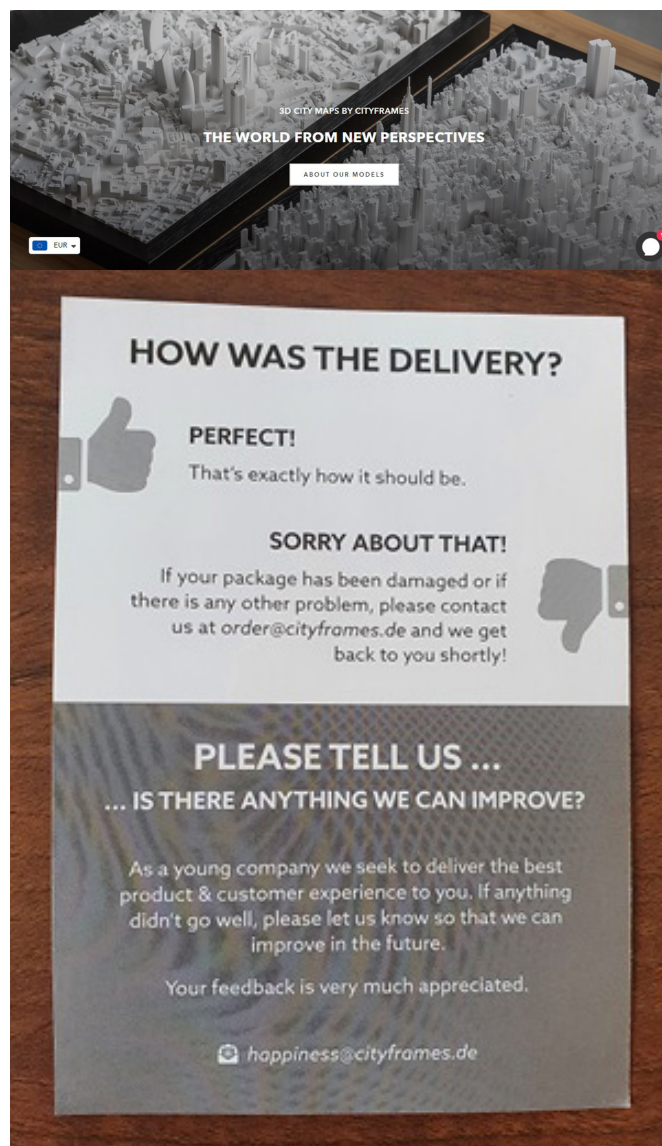 3D CITY MAPS BY CITYFRAMES
THE WORLD FROM NEW PERSPECTIVES
ABOUT OUR MODELS
EUR
HOW WAS THE DELIVERY?
PERFECT!
That's exactly how it should be.
SORRY ABOUT THAT!
If your package has been damaged or if
there is any other problem, please contact
us at order@cityframes.de and we get
back to you shortly!
PLEASE TELL US ...
... IS THERE ANYTHING WE CAN IMPROVE?
As a young company we seek to deliver the best
product & customer experience to you. If anything
didn't go well, please let us know so that we can
improve in the future.
Your feedback is very much appreciated.
happiness@cityframes.de